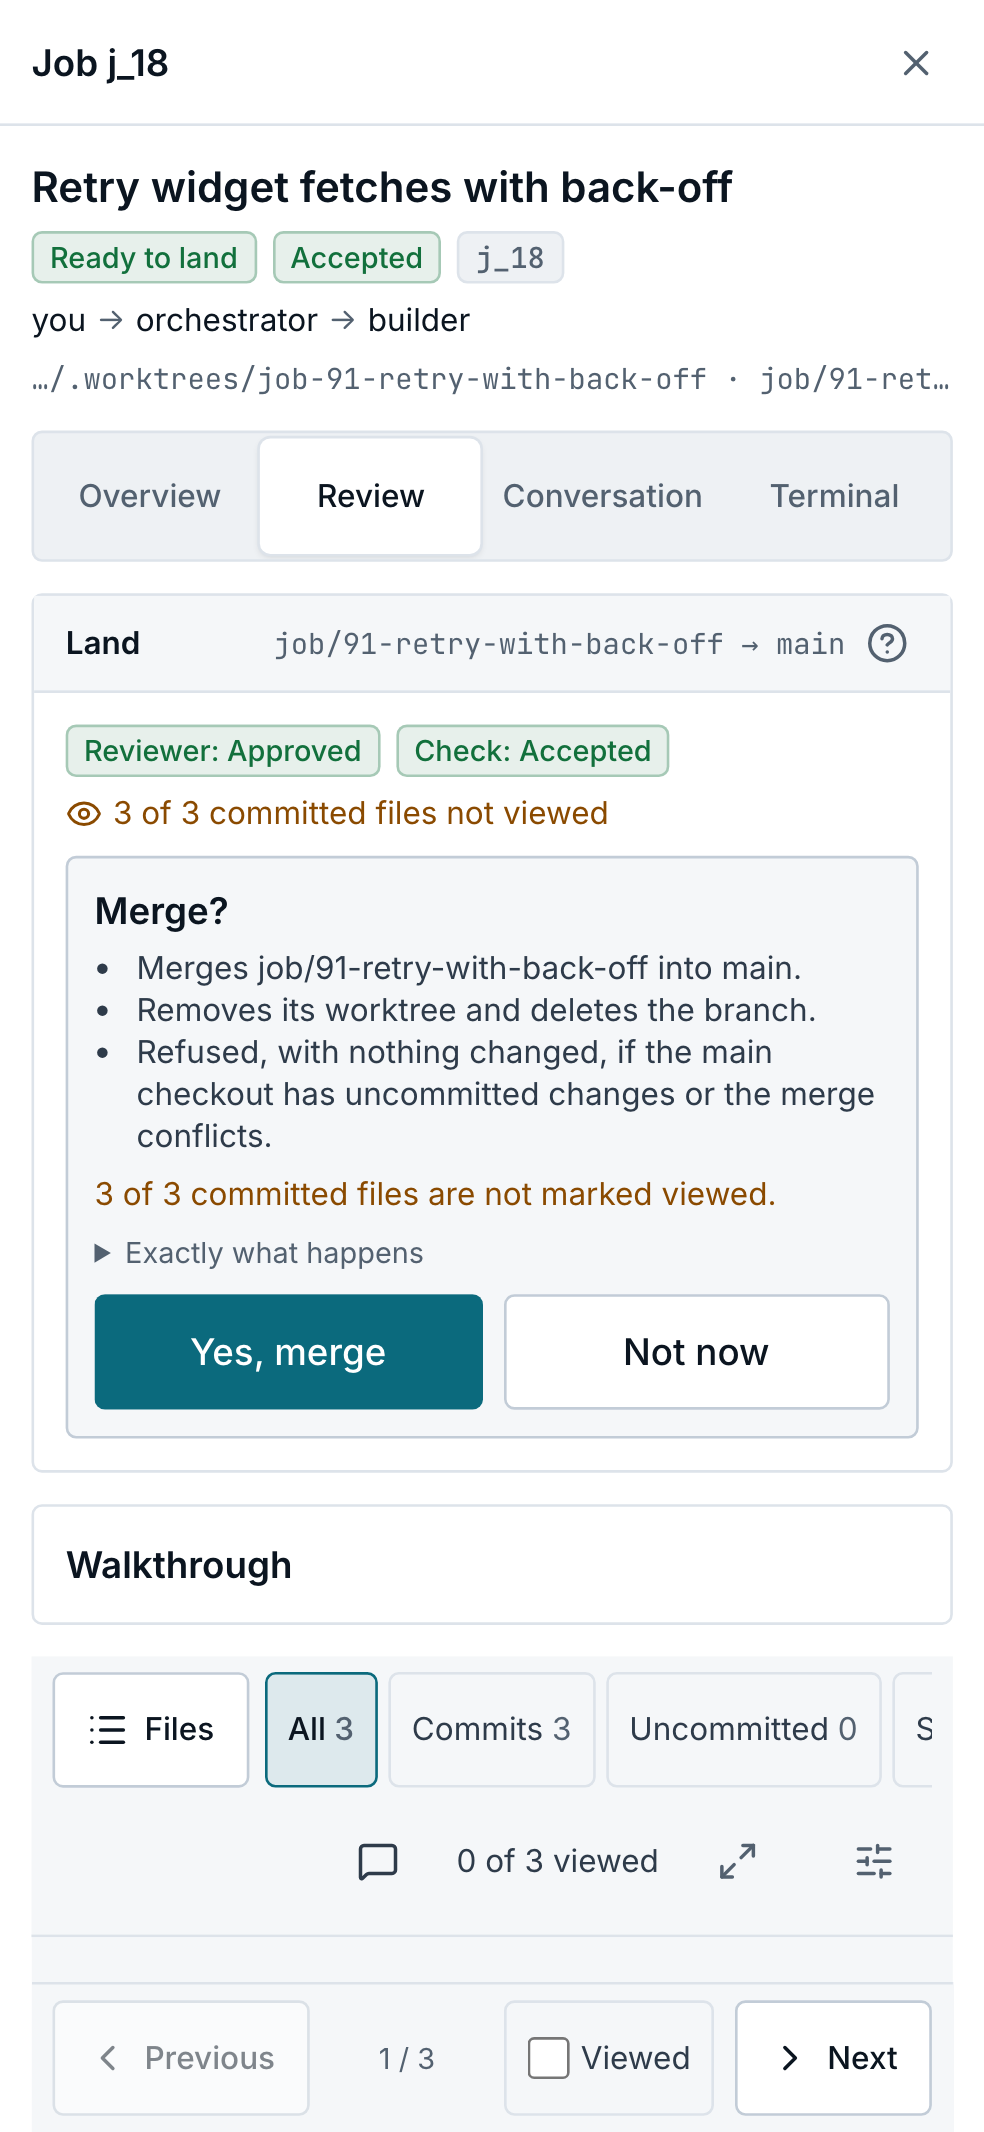 Job j_18
Retry widget fetches with back-off
Ready to land Accepted j_18
you → orchestrator → builder
…/.worktrees/job-91-retry-with-back-off · job/91-ret…
Overview Review Conversation Terminal
Land job/91-retry-with-back-off → main
Reviewer: Approved Check: Accepted
3 of 3 committed files not viewed
Merge?
• Merges job/91-retry-with-back-off into main.
• Removes its worktree and deletes the branch.
• Refused, with nothing changed, if the main
checkout has uncommitted changes or the merge
conflicts.
3 of 3 committed files are not marked viewed.
Exactly what happens
Yes, merge Not now
Walkthrough
Files All 3 Commits 3 Uncommitted 0 S
0 of 3 viewed
Previous 1 / 3 Viewed Next